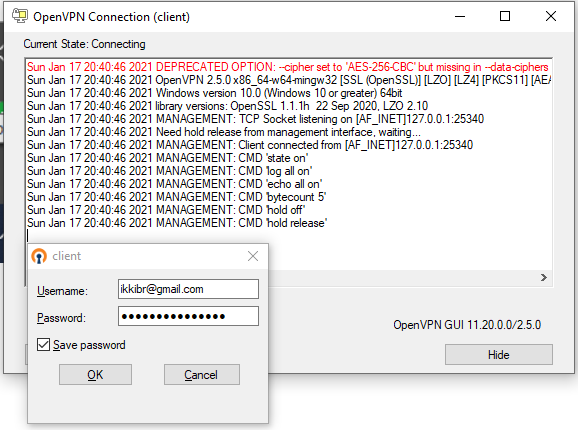 OpenVPN Connection (client)
Current State: Connecting
Sun Jan 17 20:40:46 2021 DEPRECATED OPTION: --cipher set to 'AES-256-CBC' but missing in --data-ciphers
Sun Jan 17 20:40:46 2021 OpenVPN 2.5.0 x86_64-w64-mingw32 [SSL (OpenSSL)] [LZO] [LZ4] [PKCS11] [AEA
Sun Jan 17 20:40:46 2021 Windows version 10.0 (Windows 10 or greater) 64bit
Sun Jan 17 20:40:46 2021 library versions: OpenSSL 1.1.1h  22 Sep 2020, LZO 2.10
Sun Jan 17 20:40:46 2021 MANAGEMENT: TCP Socket listening on [AF_INET]127.0.0.1:25340
Sun Jan 17 20:40:46 2021 Need hold release from management interface, waiting...
Sun Jan 17 20:40:46 2021 MANAGEMENT: Client connected from [AF_INET]127.0.0.1:25340
Sun Jan 17 20:40:46 2021 MANAGEMENT: CMD 'state on'
Sun Jan 17 20:40:46 2021 MANAGEMENT: CMD 'log all on'
Sun Jan 17 20:40:46 2021 MANAGEMENT: CMD 'echo all on'
Sun Jan 17 20:40:46 2021 MANAGEMENT: CMD 'bytecount 5'
Sun Jan 17 20:40:46 2021 MANAGEMENT: CMD 'hold off'
Sun Jan 17 20:40:46 2021 MANAGEMENT: CMD 'hold release'
client
Username: ikkibr@gmail.com
Password: ●●●●●●●●●●●●●●●
Save password
OK Cancel
OpenVPN GUI 11.20.0.0/2.5.0
Hide